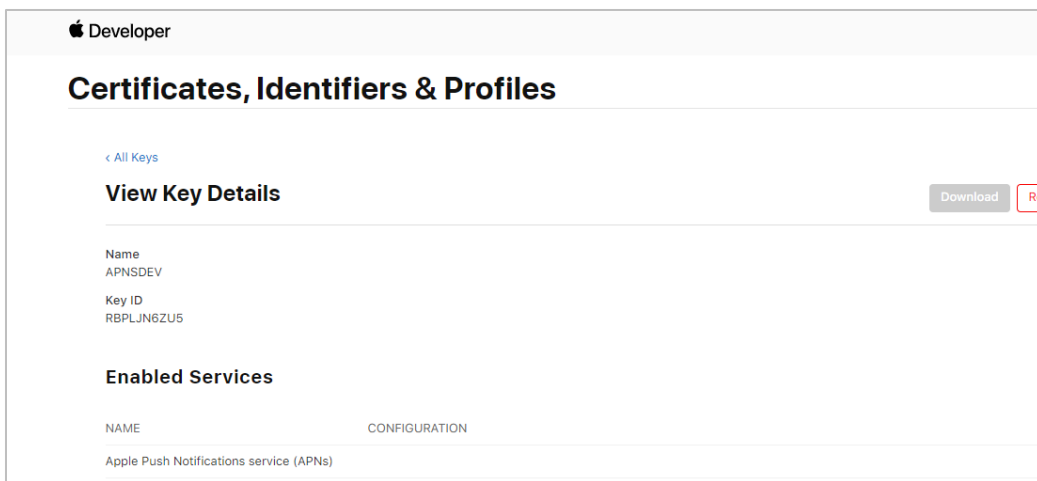 Developer
Certificates, Identifiers & Profiles
< All Keys
View Key Details
Download
Name
APNSDEV
Key ID
RBPLJN6ZU5
Enabled Services
NAME CONFIGURATION
Apple Push Notifications service (APNs)